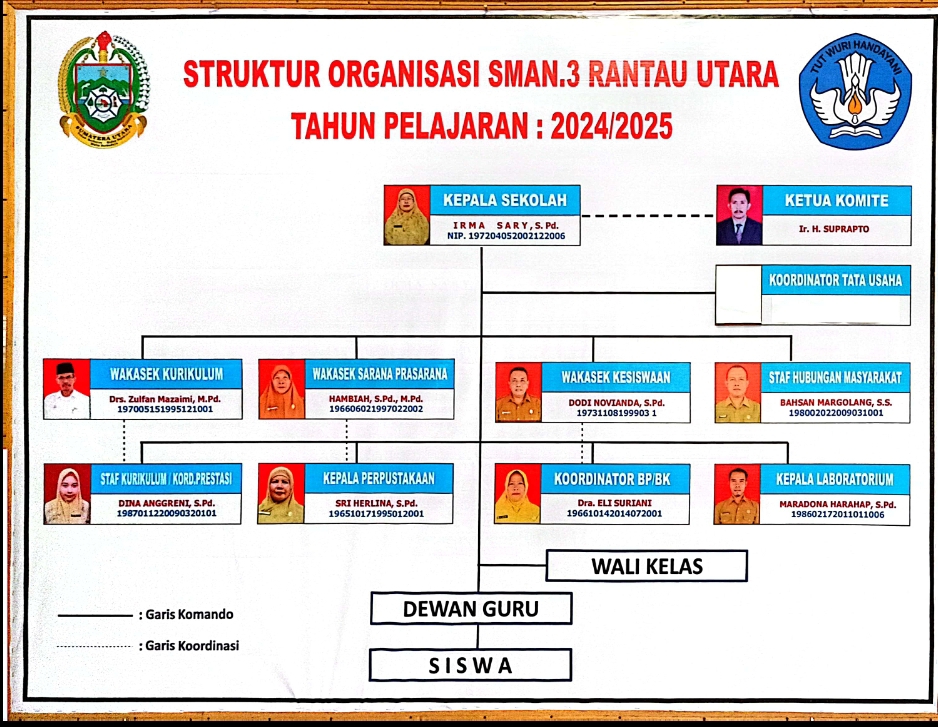 STRUKTUR ORGANISASI SMAN.3 RANTAU UTARA
TAHUN PELAJARAN : 2024/2025
SUMATERA UTARA
TUT WURI HANDAYANI
KEPALA SEKOLAH
IRMA SARY, S.Pd.
NIP. 197204052002122006
KETUA KOMITE
Ir. H. SUPRAPTO
KOORDINATOR TATA USAHA
WAKASEK KURIKULUM
Drs. Zulfan Mazaimi, M.Pd.
197005151995121001
WAKASEK SARANA PRASARANA
HAMBIAH, S.Pd., M.Pd.
196606021997022002
WAKASEK KESISWAAN
DODI NOVIANDA, S.Pd.
19731108199903 1
STAF HUBUNGAN MASYARAKAT
BAHSAN MARGOLANG, S.S.
198002022009031001
STAF KURIKULUM / KORD.PRESTASI
DINA ANGGRENI, S.Pd.
1987011220090320101
KEPALA PERPUSTAKAAN
SRI HERLINA, S.Pd.
196510171995012001
KOORDINATOR BP/BK
Dra. ELI SURIANI
196610142014072001
KEPALA LABORATORIUM
MARADONA HARAHAP, S.Pd.
198602172011011006
WALI KELAS
DEWAN GURU
SISWA
: Garis Komando
: Garis Koordinasi